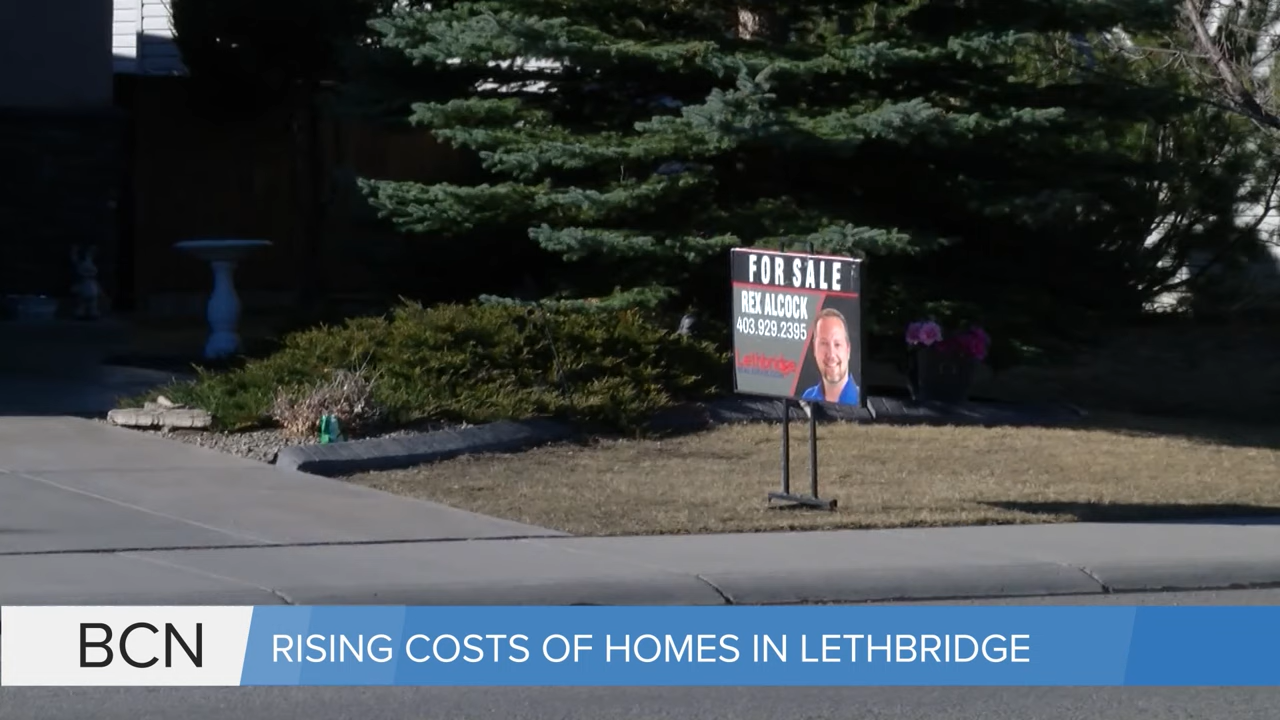 FOR SALE
REX ALCOCK
403.929.2395
Lethbridge
BCN
RISING COSTS OF HOMES IN LETHBRIDGE